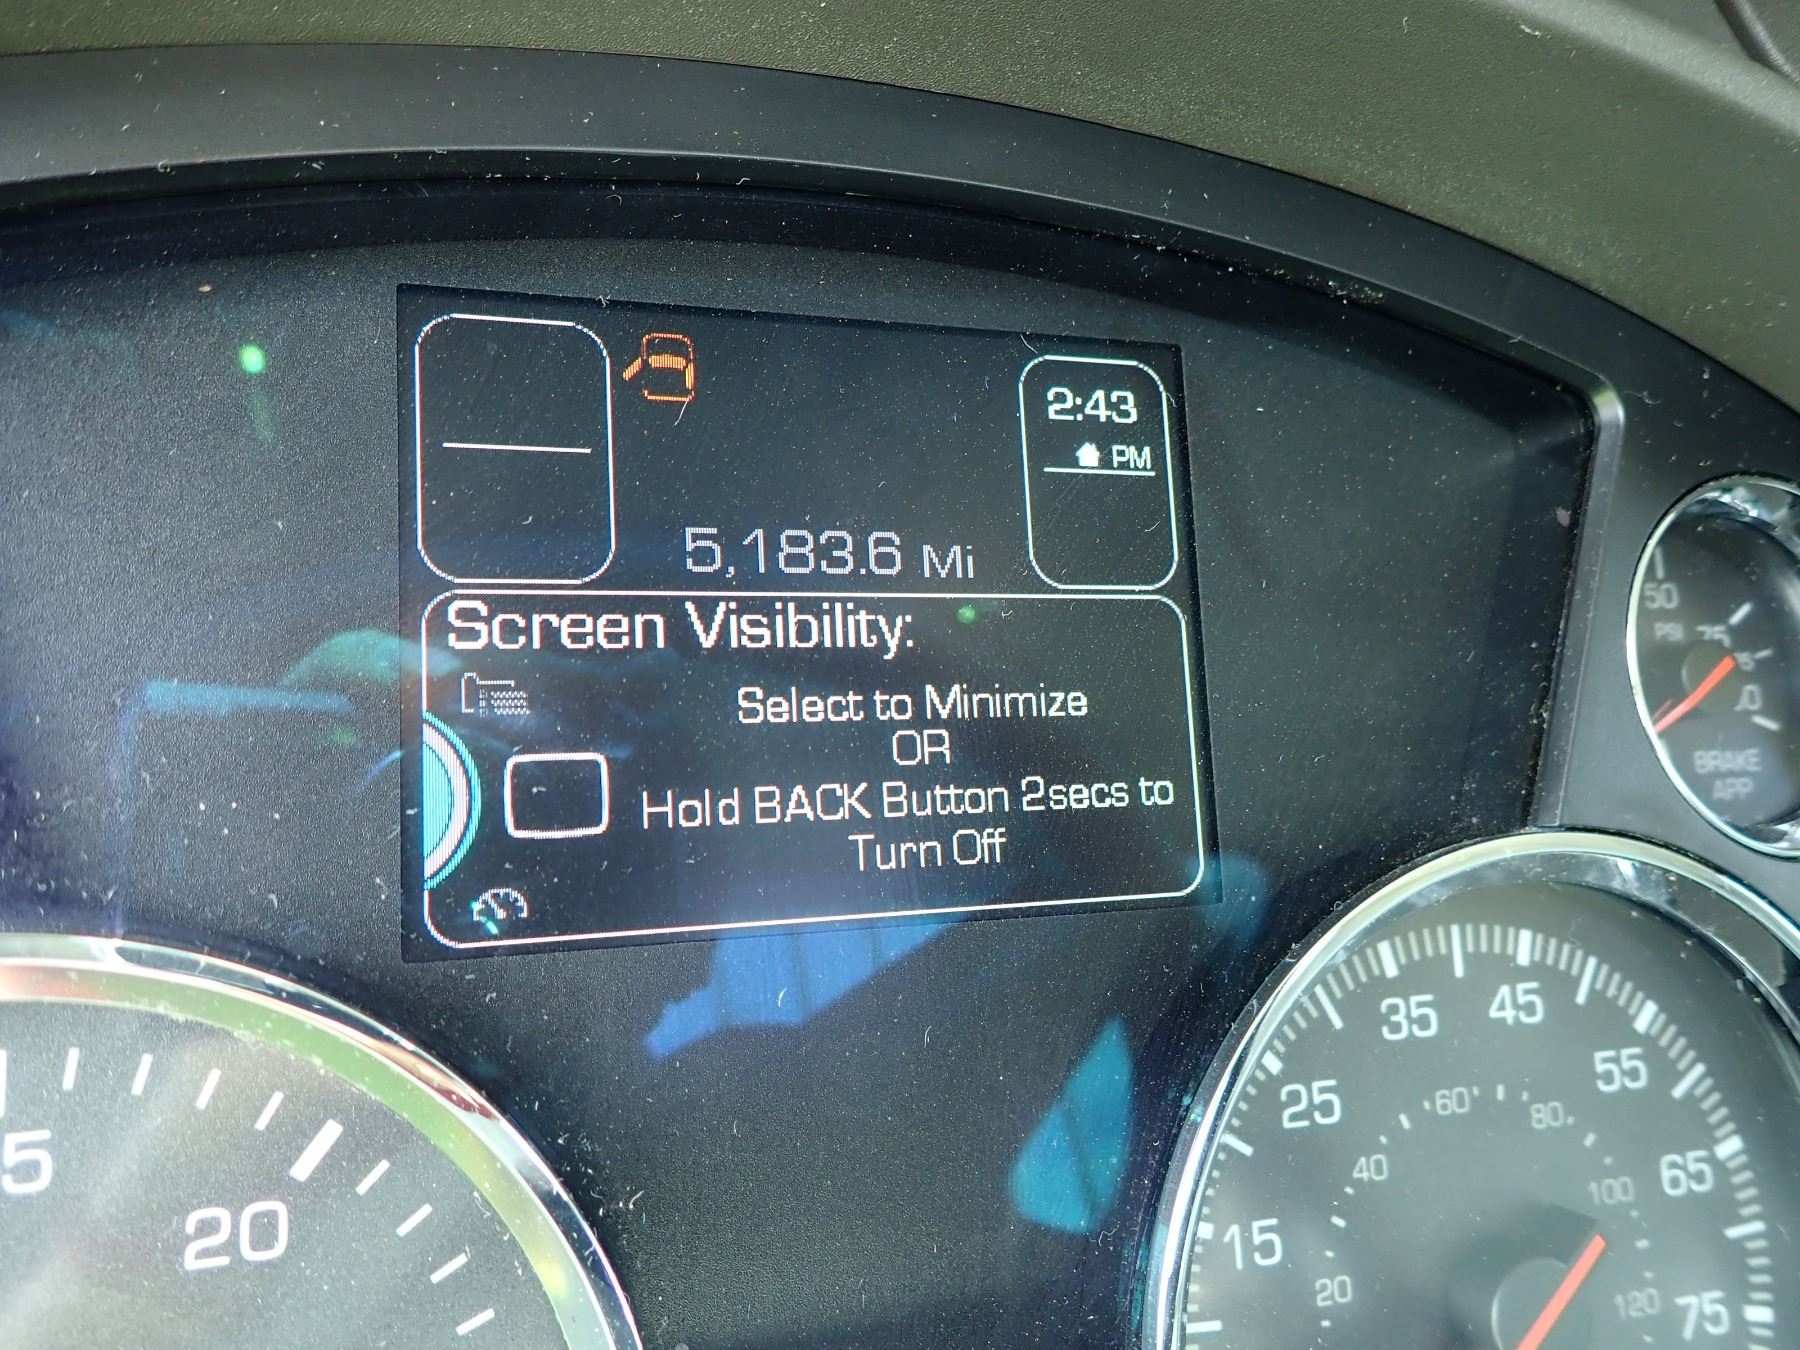 2:43
PM
5,183.6 Mi
Screen Visibility:
Select to Minimize
OR
Hold BACK Button 2secs to
Turn Off
50
PSI
75
BRAKE
APP
5
20
15
25
35
45
55
65
75
20
40
60
80
100
120